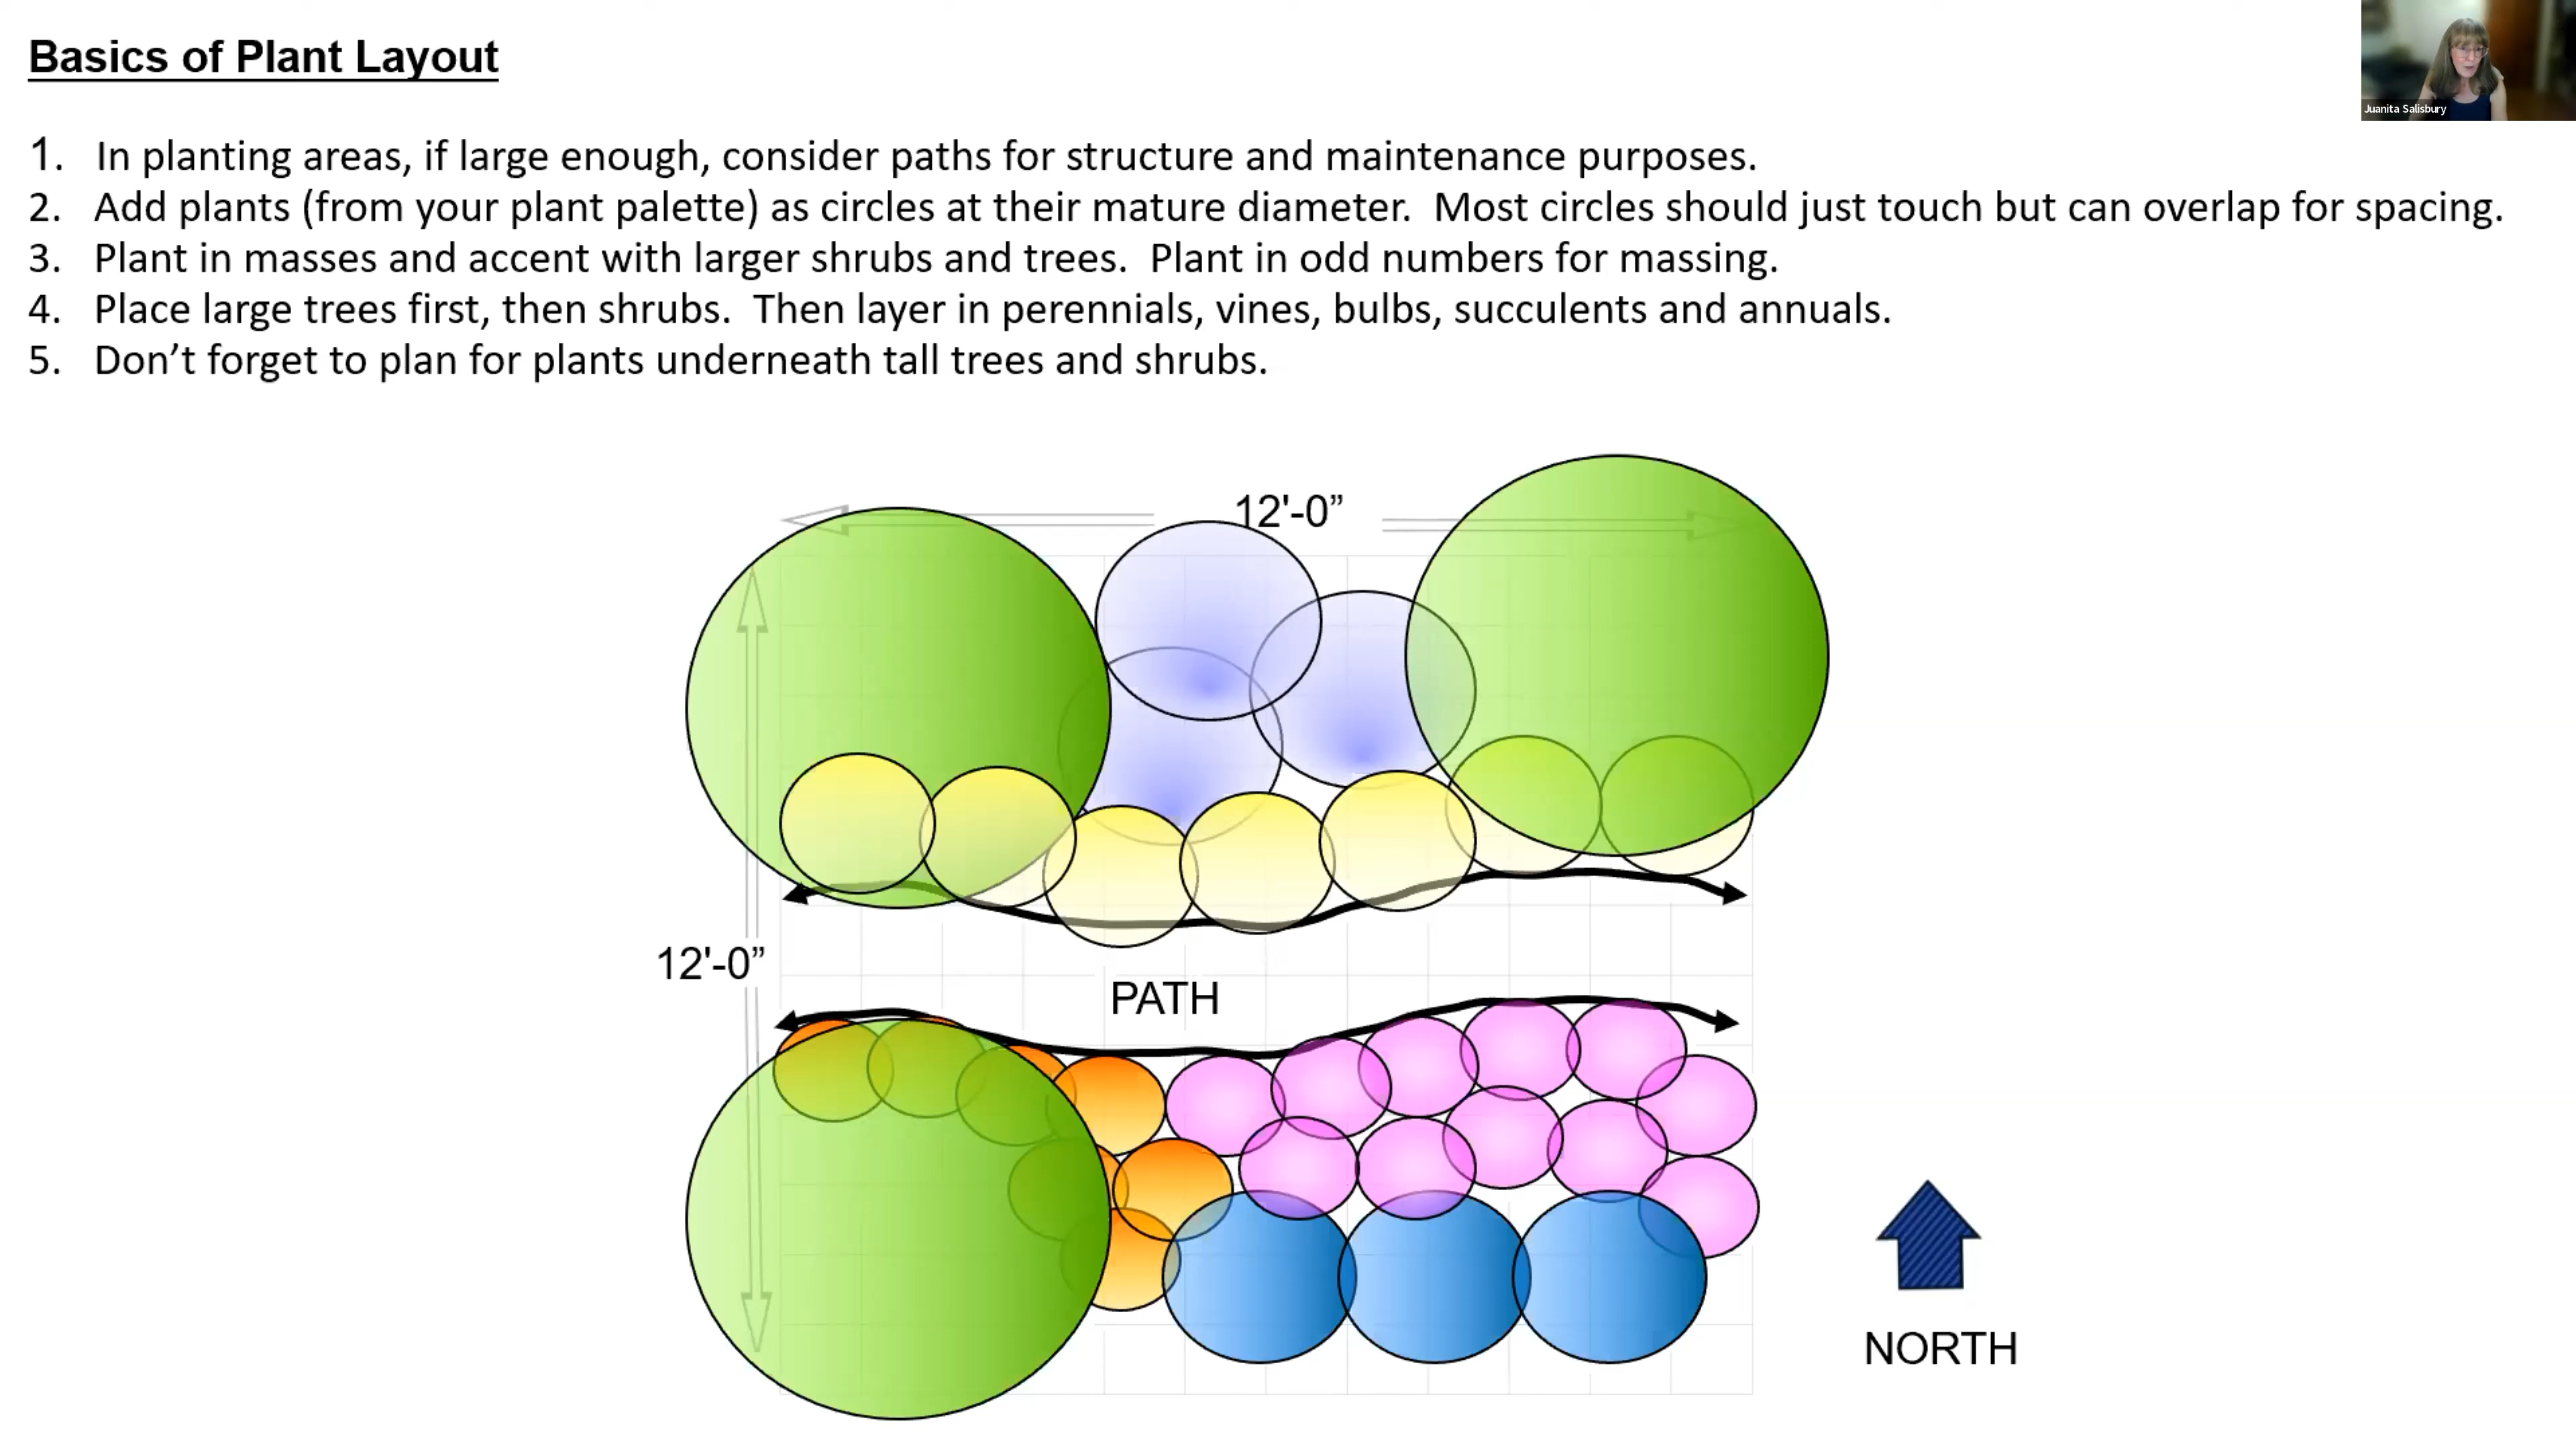 Basics of Plant Layout
Juanita Salisbury
1. In planting areas, if large enough, consider paths for structure and maintenance purposes.
2. Add plants (from your plant palette) as circles at their mature diameter.  Most circles should just touch but can overlap for spacing.
3. Plant in masses and accent with larger shrubs and trees.  Plant in odd numbers for massing.
4. Place large trees first, then shrubs.  Then layer in perennials, vines, bulbs, succulents and annuals.
5. Don’t forget to plan for plants underneath tall trees and shrubs.
12'-0”
12'-0”
PATH
NORTH